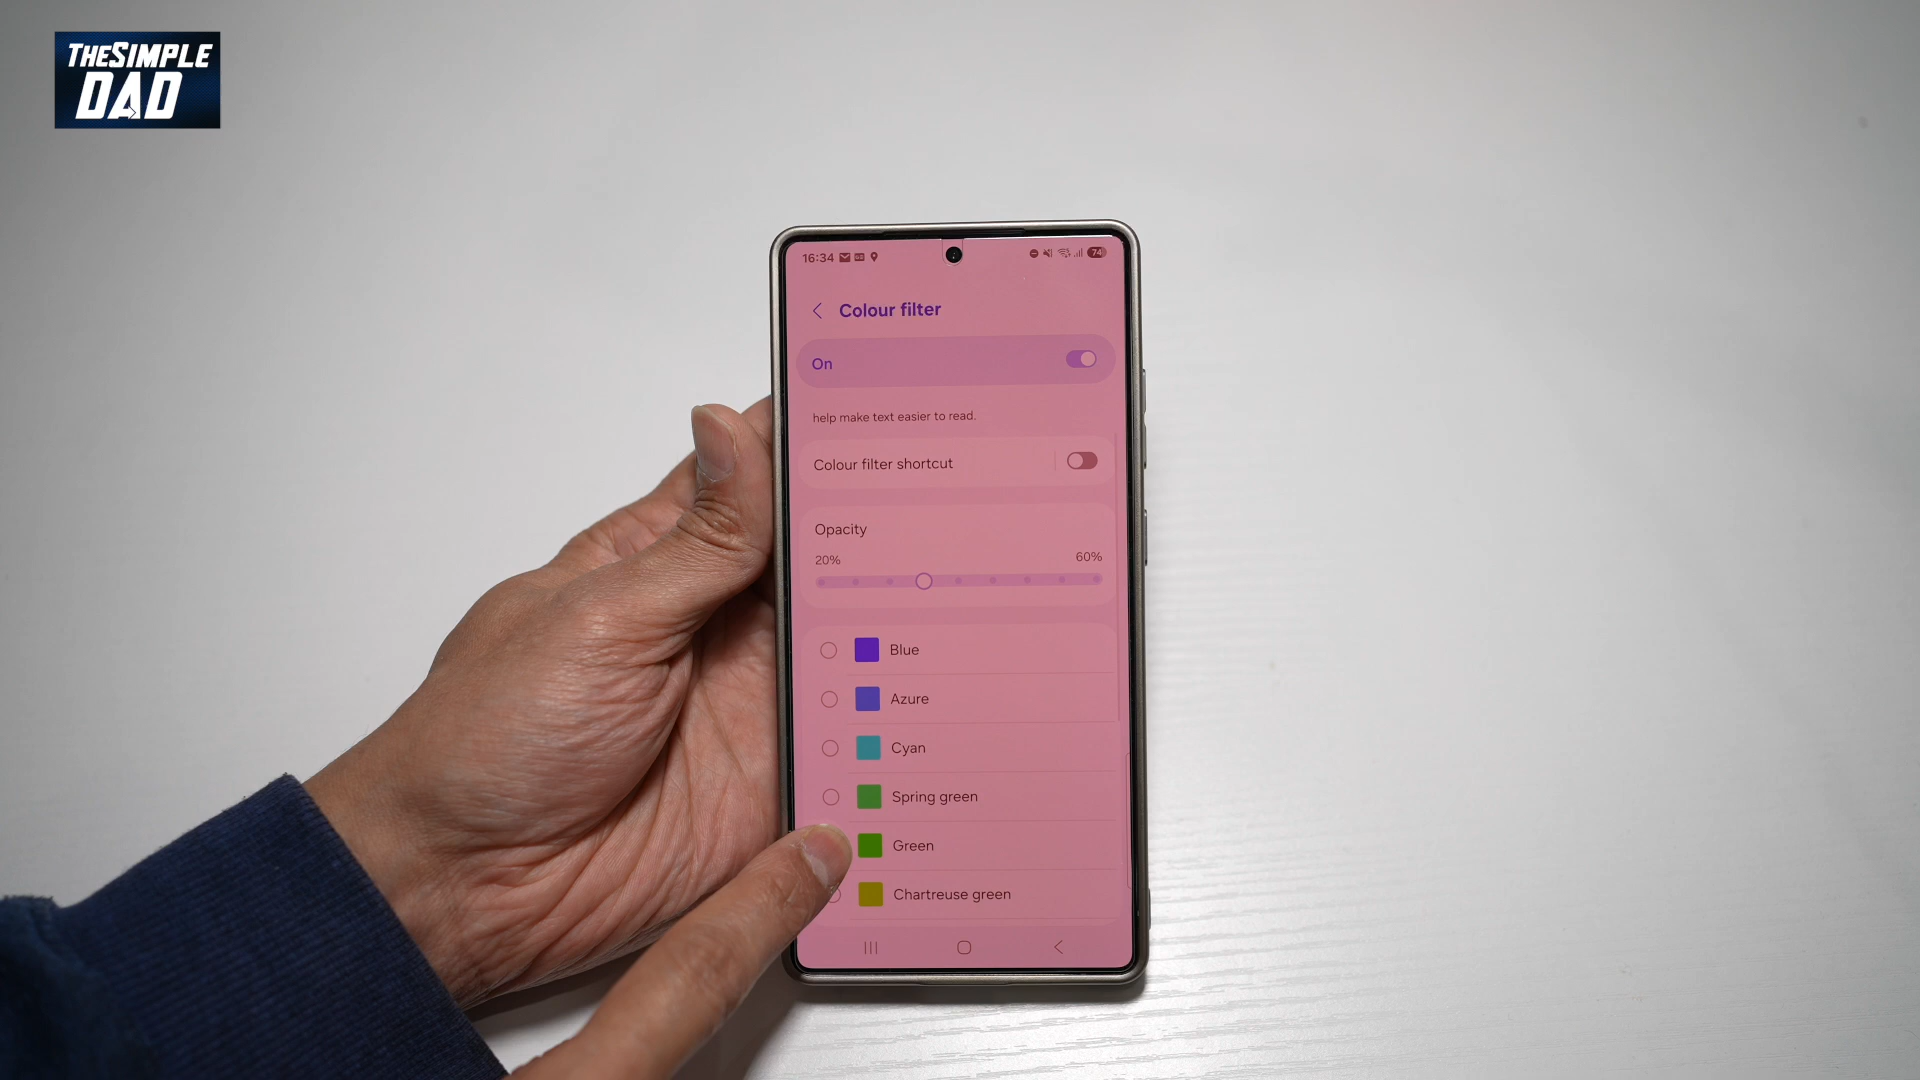 THESIMPLE
DAD
16:34
74
Colour filter
On
help make text easier to read.
Colour filter shortcut
Opacity
20% 60%
Blue
Azure
Cyan
Spring green
Green
Chartreuse green